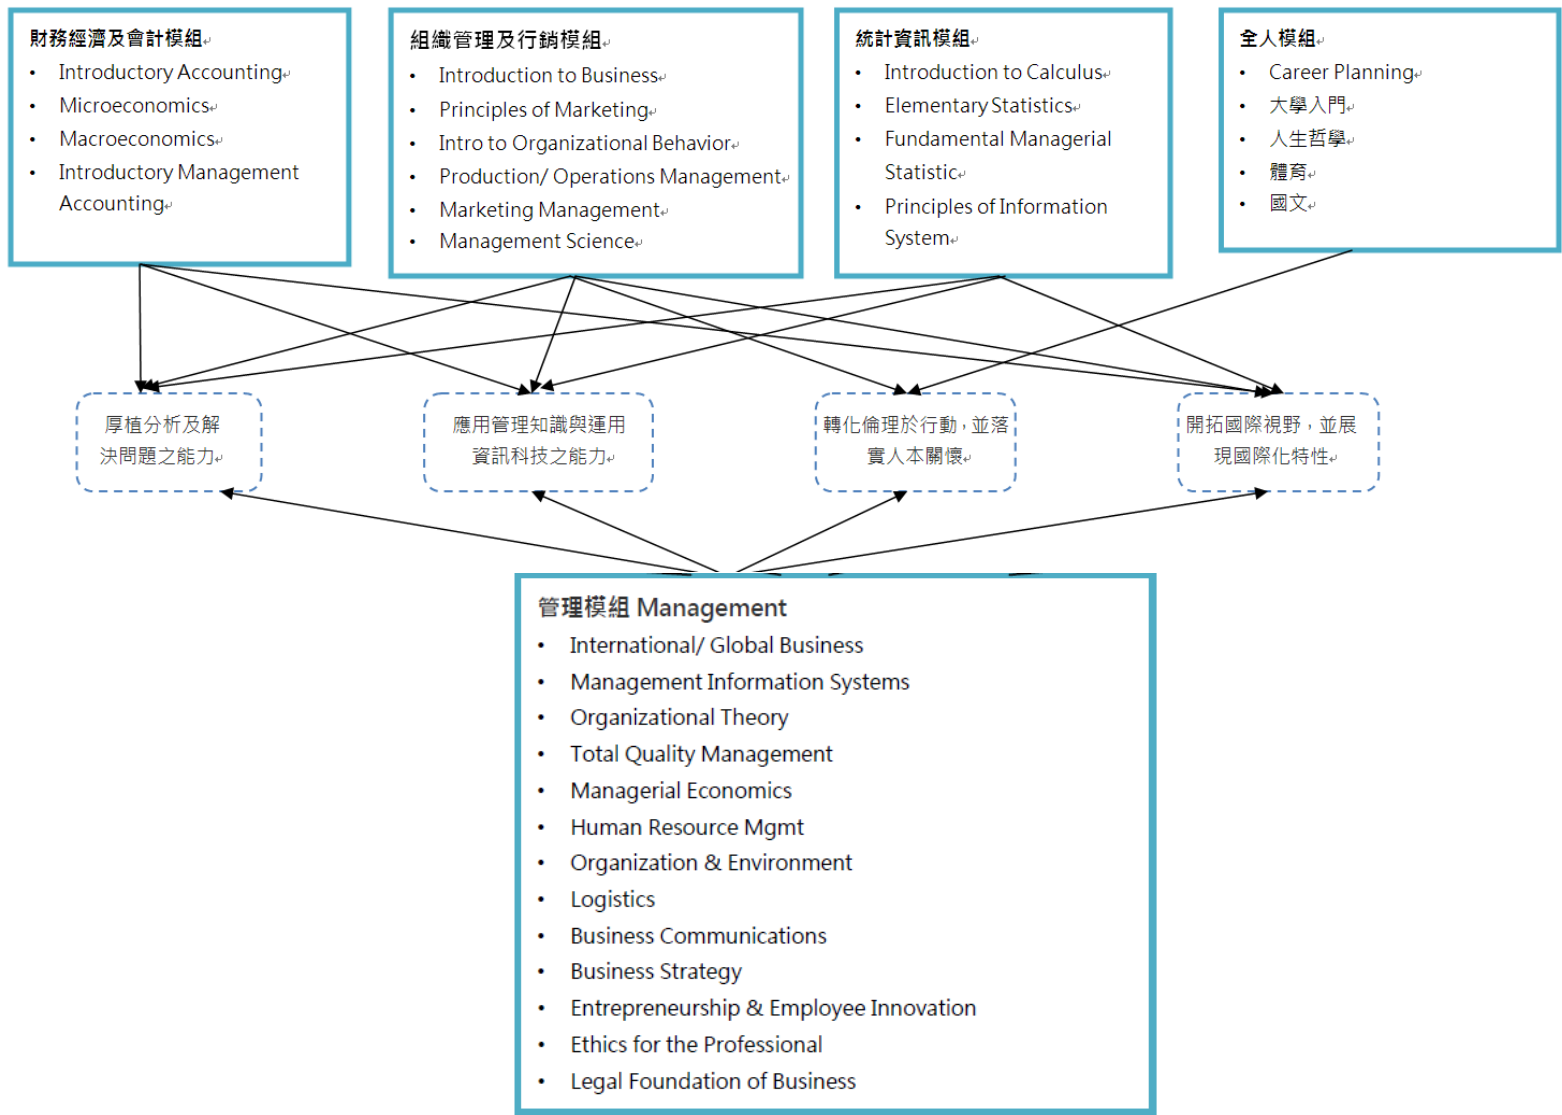 財務經濟及會計模組
• Introductory Accounting
• Microeconomics
• Macroeconomics
• Introductory Management
Accounting
組織管理及行銷模組
• Introduction to Business
• Principles of Marketing
• Intro to Organizational Behavior
• Production/ Operations Management
• Marketing Management
• Management Science
統計資訊模組
• Introduction to Calculus
• Elementary Statistics
• Fundamental Managerial
Statistic
• Principles of Information
System
全人模組
• Career Planning
• 大學入門
• 人生哲學
• 體育
• 國文
厚植分析及解
決問題之能力
應用管理知識與運用
資訊科技之能力
轉化倫理於行動，並落
實人本關懷
開拓國際視野，並展
現國際化特性
管理模組 Management
• International/ Global Business
• Management Information Systems
• Organizational Theory
• Total Quality Management
• Managerial Economics
• Human Resource Mgmt
• Organization & Environment
• Logistics
• Business Communications
• Business Strategy
• Entrepreneurship & Employee Innovation
• Ethics for the Professional
• Legal Foundation of Business